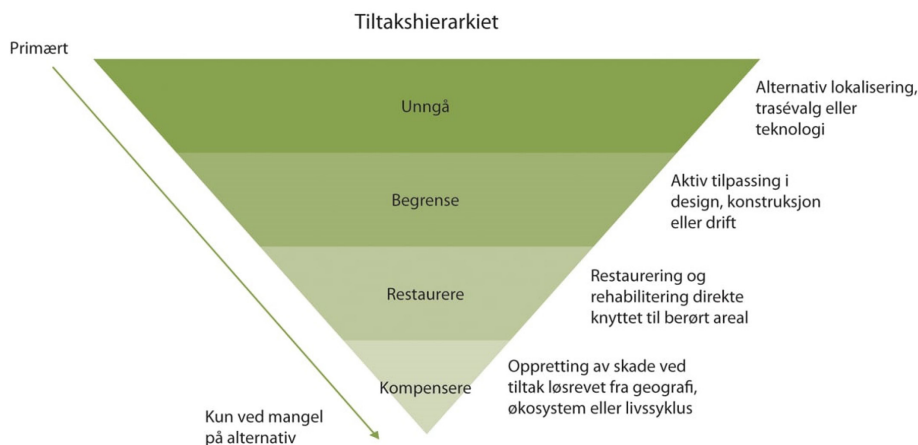 Tiltakshierarkiet
Primært
Unngå
Alternativ lokalisering,
trasévalg eller
teknologi
Begrense
Aktiv tilpassing i
design, konstruksjon
eller drift
Restaurere
Restaurering og
rehabilitering direkte
knyttet til berørt areal
Kompensere
Oppretting av skade ved
tiltak løsrevet fra geografi,
økosystem eller livssyklus
Kun ved mangel
på alternativ